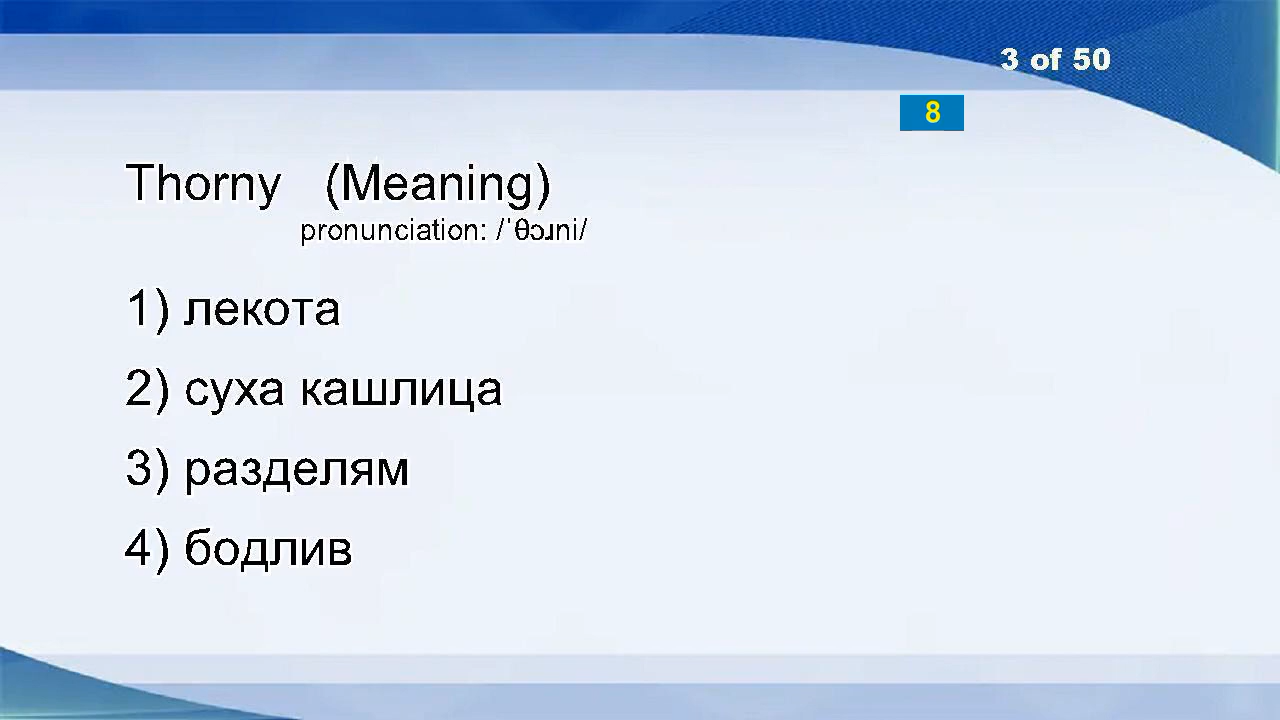 3 of 50
8
Thorny (Meaning)
pronunciation: /ˈθɔɹni/
1) лекота
2) суха кашлица
3) разделям
4) бодлив